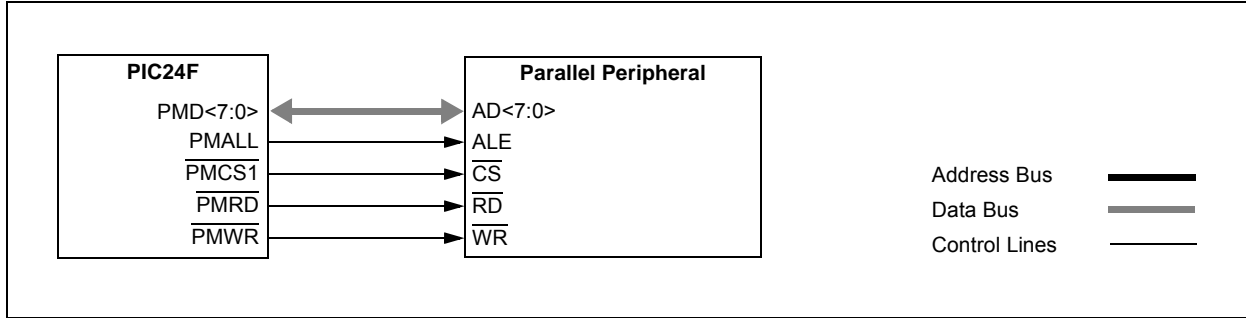 PIC24F
PMD<7:0>
PMALL
PMCS1
PMRD
PMWR
Parallel Peripheral
AD<7:0>
ALE
CS
RD
WR
Address Bus
Data Bus
Control Lines